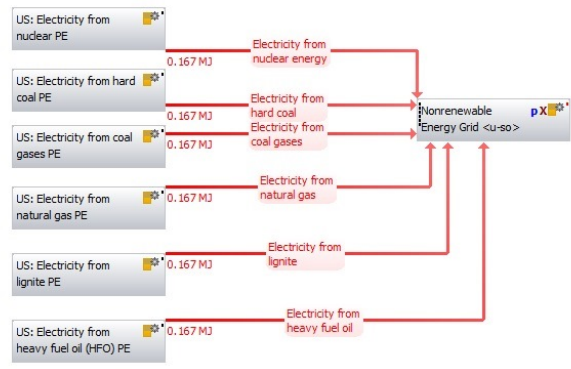 US: Electricity from
nuclear PE
0.167 MJ
Electricity from
nuclear energy
US: Electricity from hard
coal PE
0.167 MJ
Electricity from
hard coal
US: Electricity from coal
gases PE
0.167 MJ
Electricity from
coal gases
Nonrenewable
pX
Energy Grid <u-so>
US: Electricity from
natural gas PE
0.167 MJ
Electricity from
natural gas
US: Electricity from
lignite PE
0.167 MJ
Electricity from
lignite
US: Electricity from
heavy fuel oil (HFO) PE
0.167 MJ
Electricity from
heavy fuel oil